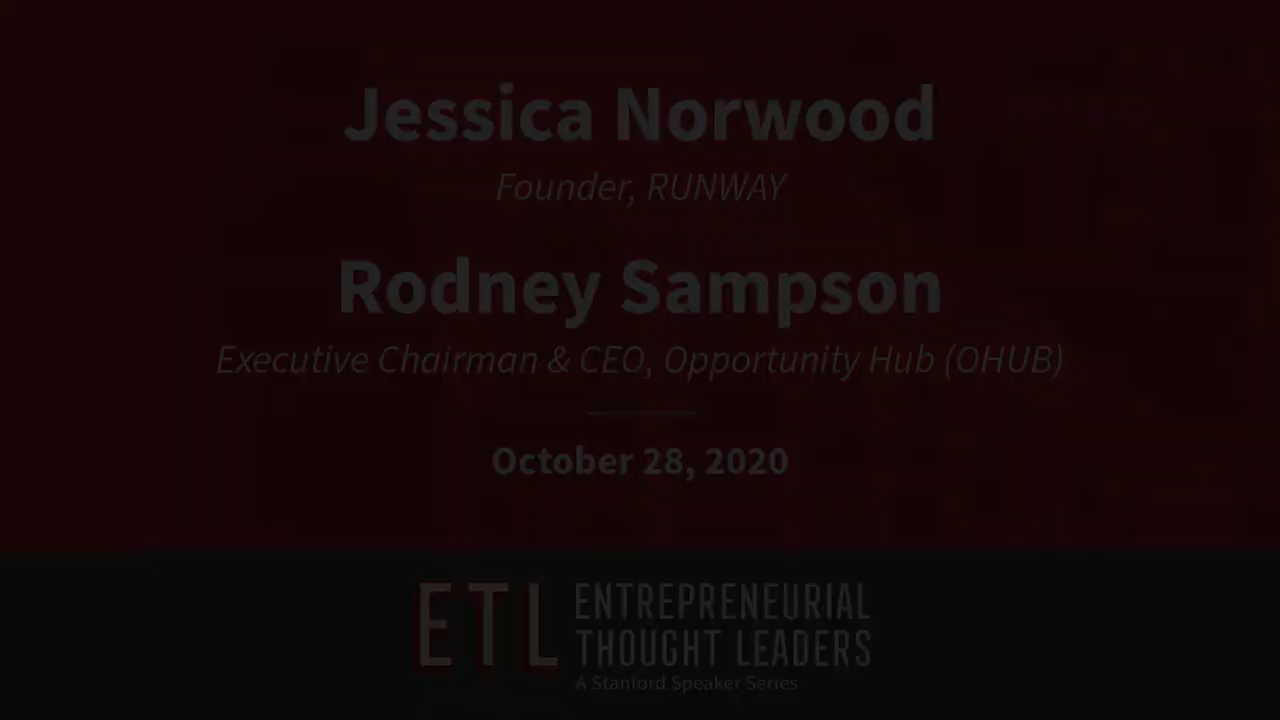 Jessica Norwood
Founder, RUNWAY
Rodney Sampson
Executive Chairman & CEO, Opportunity Hub (OHUB)
October 28, 2020
ETL ENTREPRENEURIAL
THOUGHT LEADERS
A Stanford Speaker Series